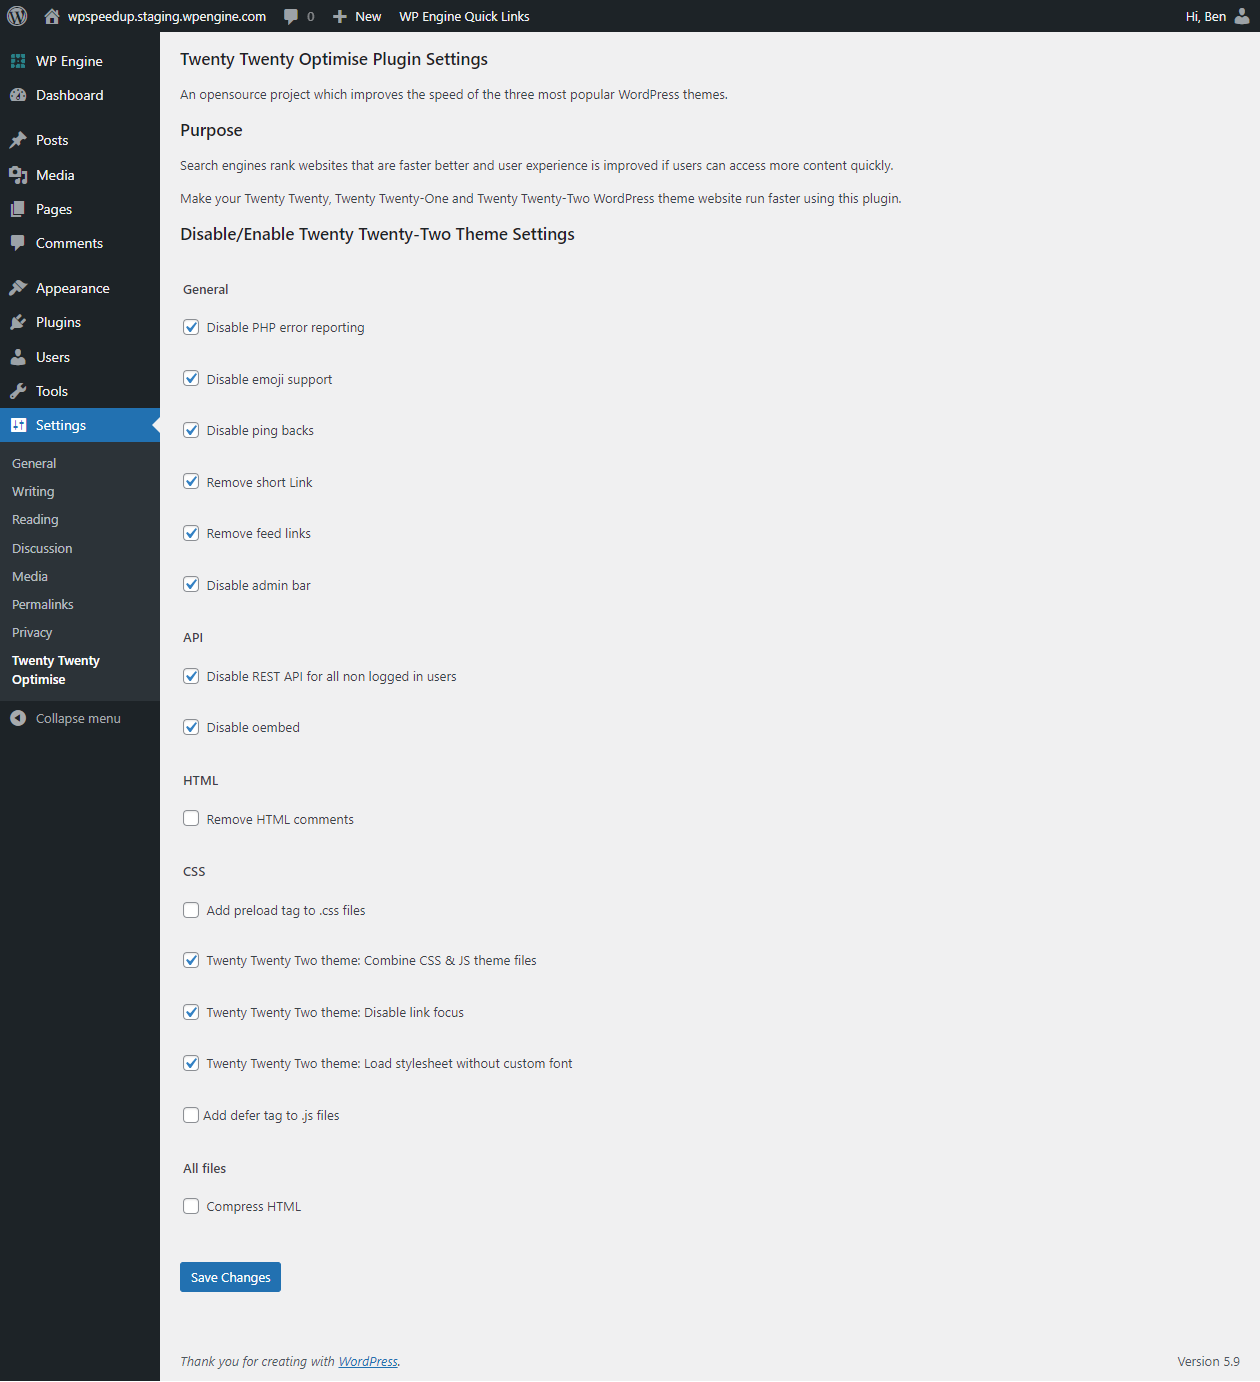 wpspeedup.staging.wpengine.com 0 New WP Engine Quick Links Hi, Ben
WP Engine
Dashboard
Posts
Media
Pages
Comments
Appearance
Plugins
Users
Tools
Settings
General
Writing
Reading
Discussion
Media
Permalinks
Privacy
Twenty Twenty
Optimise
Collapse menu
Twenty Twenty Optimise Plugin Settings
An opensource project which improves the speed of the three most popular WordPress themes.
Purpose
Search engines rank websites that are faster better and user experience is improved if users can access more content quickly.
Make your Twenty Twenty, Twenty Twenty-One and Twenty Twenty-Two WordPress theme website run faster using this plugin.
Disable/Enable Twenty Twenty-Two Theme Settings
General
Disable PHP error reporting
Disable emoji support
Disable ping backs
Remove short Link
Remove feed links
Disable admin bar
API
Disable REST API for all non logged in users
Disable oembed
HTML
Remove HTML comments
CSS
Add preload tag to .css files
Twenty Twenty Two theme: Combine CSS & JS theme files
Twenty Twenty Two theme: Disable link focus
Twenty Twenty Two theme: Load stylesheet without custom font
Add defer tag to .js files
All files
Compress HTML
Save Changes
Thank you for creating with WordPress. Version 5.9